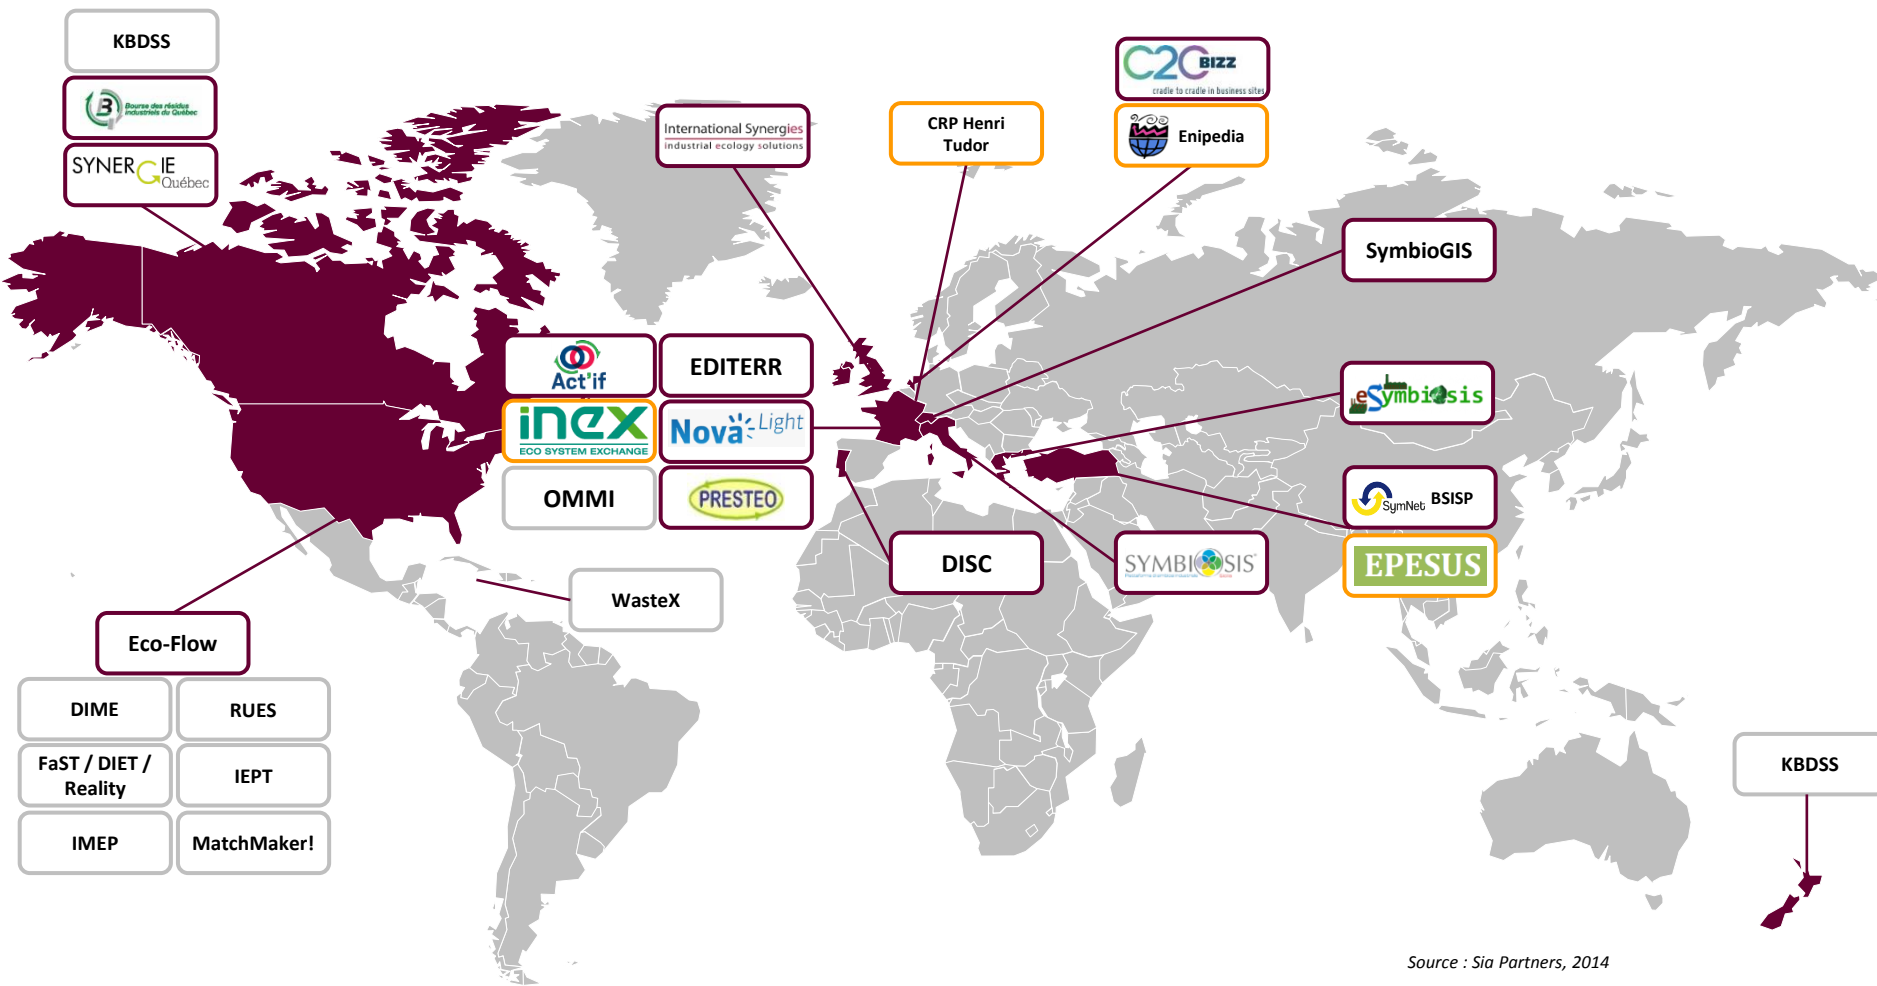 KBDSS
Bourse des résidus
industriels du Québec
SYNERGIE
Québec
International Synergies
industrial ecology solutions
CRP Henri
Tudor
C2C BIZZ
cradle to cradle in business sites
Enipedia
SymbioGIS
Act'if
EDITERR
inex
ECO SYSTEM EXCHANGE
Nova Light
OMMI
PRESTEO
eSymbiosis
SymNet BSISP
EPESUS
DISC
SYMBIOSIS
WasteX
Eco-Flow
DIME
RUES
FaST / DIET /
Reality
IEPT
IMEP
MatchMaker!
KBDSS
Source : Sia Partners, 2014